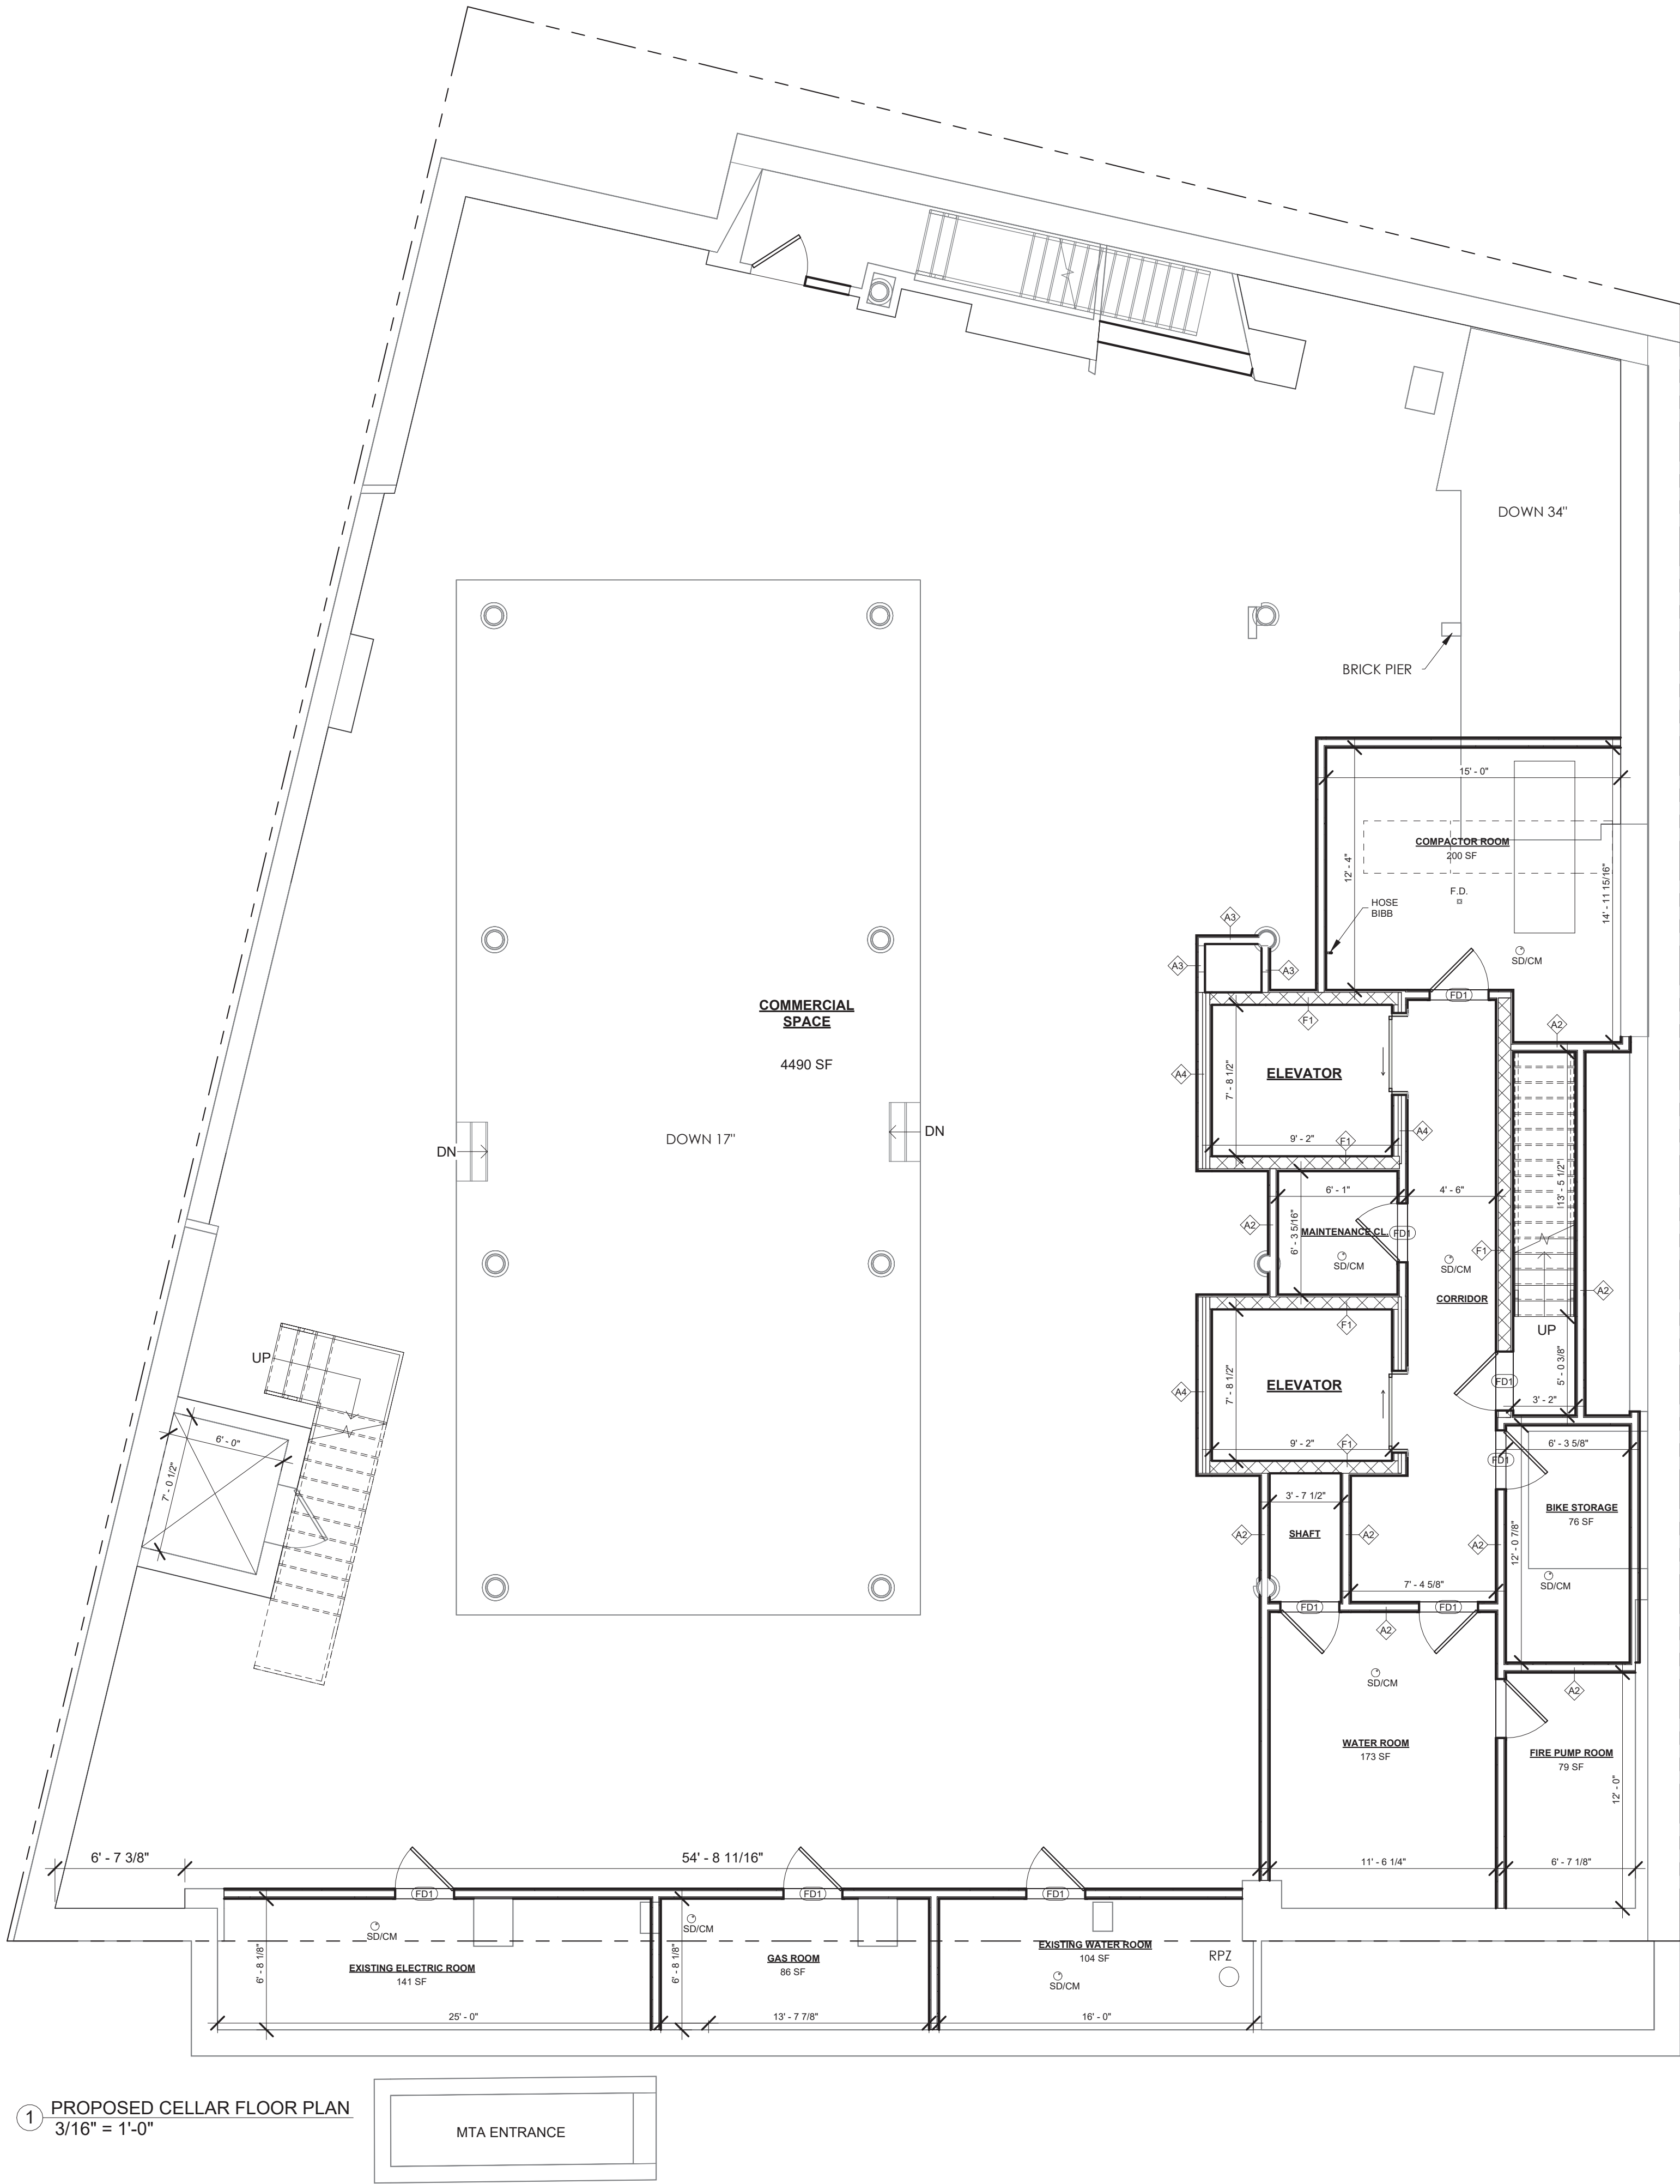 DOWN 34"
BRICK PIER
15' - 0"
COMPACTOR ROOM
200 SF
12' - 4"
14' - 11 15/16"
F.D.
HOSE
BIBB
SD/CM
A3
A3
A3
FD1
F1
A2
COMMERCIAL
SPACE
4490 SF
ELEVATOR
7' - 8 1/2"
A4
A4
9' - 2"
F1
DOWN 17"
DN
DN
13' - 5 1/2"
6' - 1"
4' - 6"
6' - 3 5/16"
A2
MAINTENANCE CL.
FD1
SD/CM
SD/CM
F1
CORRIDOR
A2
F1
UP
UP
5' - 0 3/8"
ELEVATOR
7' - 8 1/2"
A4
FD1
3' - 2"
9' - 2"
F1
6' - 3 5/8"
FD1
6' - 0"
7' - 0 1/2"
3' - 7 1/2"
BIKE STORAGE
76 SF
A2
SHAFT
A2
A2
12' - 0 7/8"
SD/CM
7' - 4 5/8"
FD1
FD1
A2
SD/CM
A2
WATER ROOM
173 SF
FIRE PUMP ROOM
79 SF
12' - 0"
6' - 7 3/8"
54' - 8 11/16"
11' - 6 1/4"
6' - 7 1/8"
FD1
FD1
FD1
SD/CM
SD/CM
6' - 8 1/8"
EXISTING ELECTRIC ROOM
141 SF
6' - 8 1/8"
GAS ROOM
86 SF
EXISTING WATER ROOM
104 SF
RPZ
SD/CM
25' - 0"
13' - 7 7/8"
16' - 0"
1
PROPOSED CELLAR FLOOR PLAN
3/16" = 1'-0"
MTA ENTRANCE